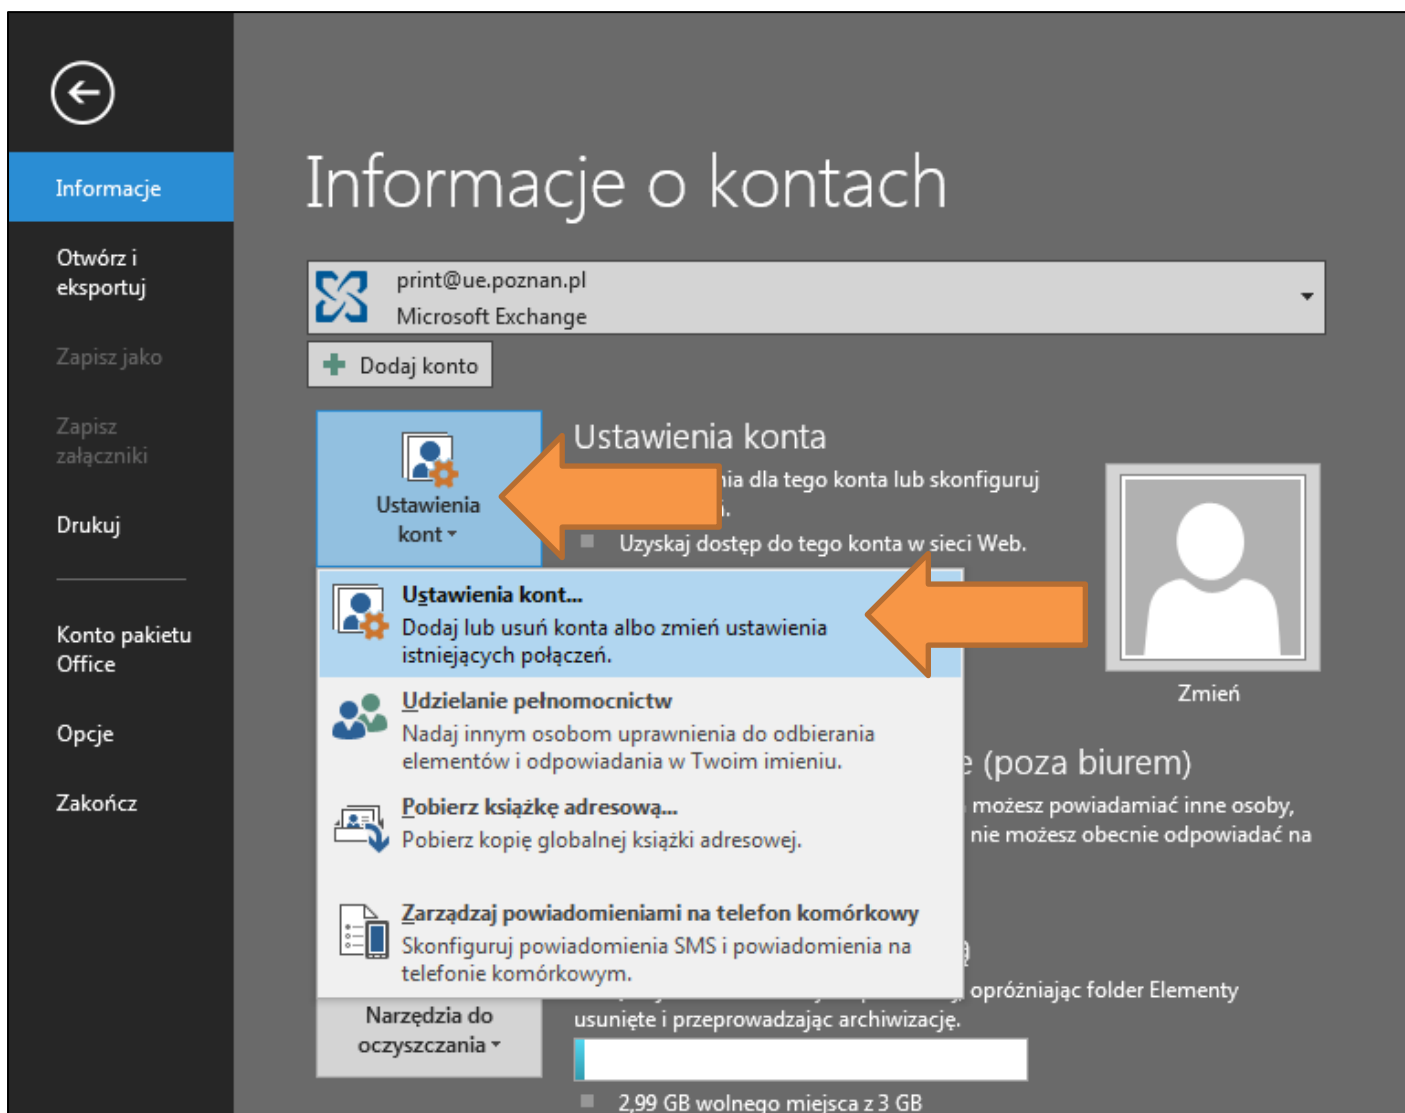 Informacje
Otwórz i
eksportuj
Zapisz jako
Zapisz
załączniki
Drukuj
Konto pakietu
Office
Opcje
Zakończ
Informacje o kontach
print@ue.poznan.pl
Microsoft Exchange
Dodaj konto
Ustawienia
kont
Ustawienia konta
dla tego konta lub skonfiguruj
Uzyskaj dostęp do tego konta w sieci Web.
Ustawienia kont...
Dodaj lub usuń konta albo zmień ustawienia
istniejących połączeń.
Udzielanie pełnomocnictw
Nadaj innym osobom uprawnienia do odbierania
elementów i odpowiadania w Twoim imieniu.
Pobierz książkę adresową...
Pobierz kopię globalnej książki adresowej.
Zarządzaj powiadomieniami na telefon komórkowy
Skonfiguruj powiadomienia SMS i powiadomienia na
telefonie komórkowym.
Zmień
(poza biurem)
możesz powiadamiać inne osoby,
nie możesz obecnie odpowiadać na
opróżniając folder Elementy
usunięte i przeprowadzając archiwizację.
Narzędzia do
oczyszczania
2,99 GB wolnego miejsca z 3 GB